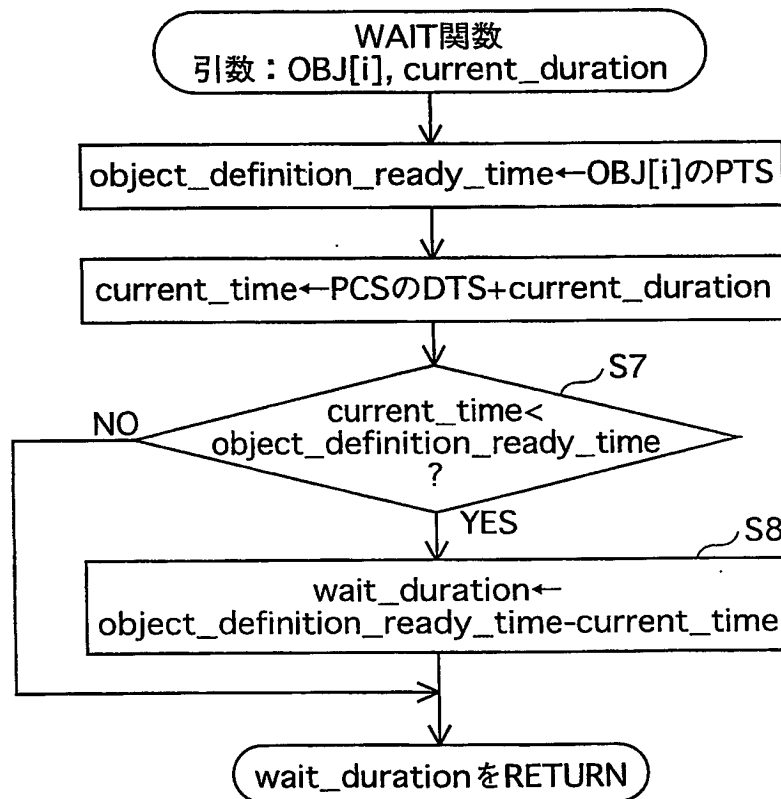 WAIT関数
引数：OBJ[i], current_duration
object_definition_ready_time←OBJ[i]のPTS
current_time←PCSのDTS+current_duration
S7
NO
current_time<
object_definition_ready_time
?
YES
S8
wait_duration←
object_definition_ready_time-current_time
wait_durationをRETURN